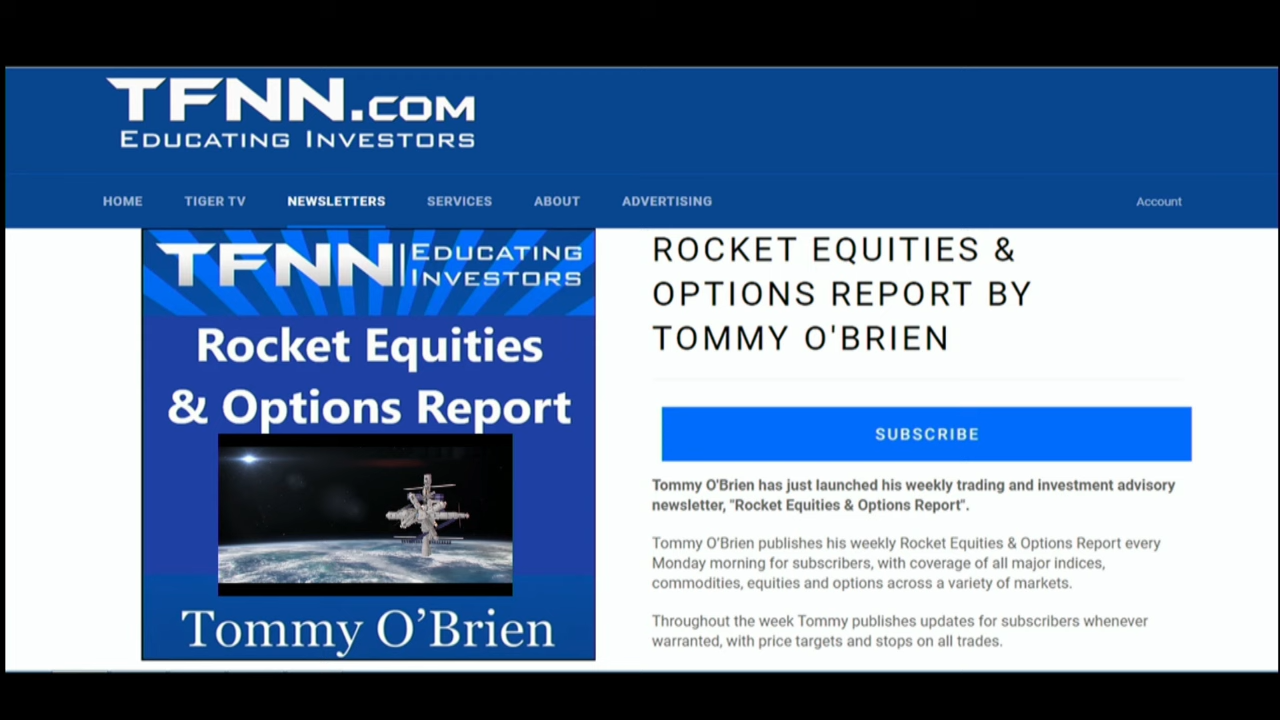 TFNN.COM
EDUCATING INVESTORS
HOME TIGER TV NEWSLETTERS SERVICES ABOUT ADVERTISING Account
TFNN EDUCATING
INVESTORS
Rocket Equities
& Options Report
Tommy O'Brien
ROCKET EQUITIES &
OPTIONS REPORT BY
TOMMY O'BRIEN
SUBSCRIBE
Tommy O'Brien has just launched his weekly trading and investment advisory
newsletter, "Rocket Equities & Options Report".
Tommy O'Brien publishes his weekly Rocket Equities & Options Report every
Monday morning for subscribers, with coverage of all major indices,
commodities, equities and options across a variety of markets.
Throughout the week Tommy publishes updates for subscribers whenever
warranted, with price targets and stops on all trades.